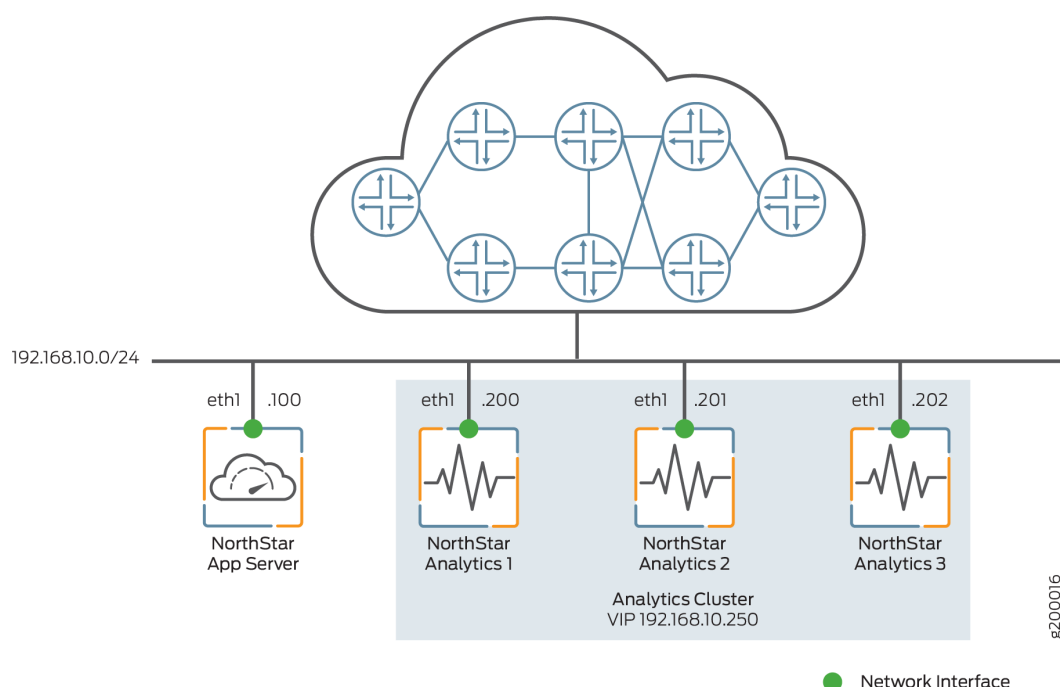 192.168.10.0/24
eth1 .100
eth1 .200
eth1 .201
eth1 .202
NorthStar
App Server
NorthStar
Analytics 1
NorthStar
Analytics 2
NorthStar
Analytics 3
Analytics Cluster
VIP 192.168.10.250
g200016
Network Interface